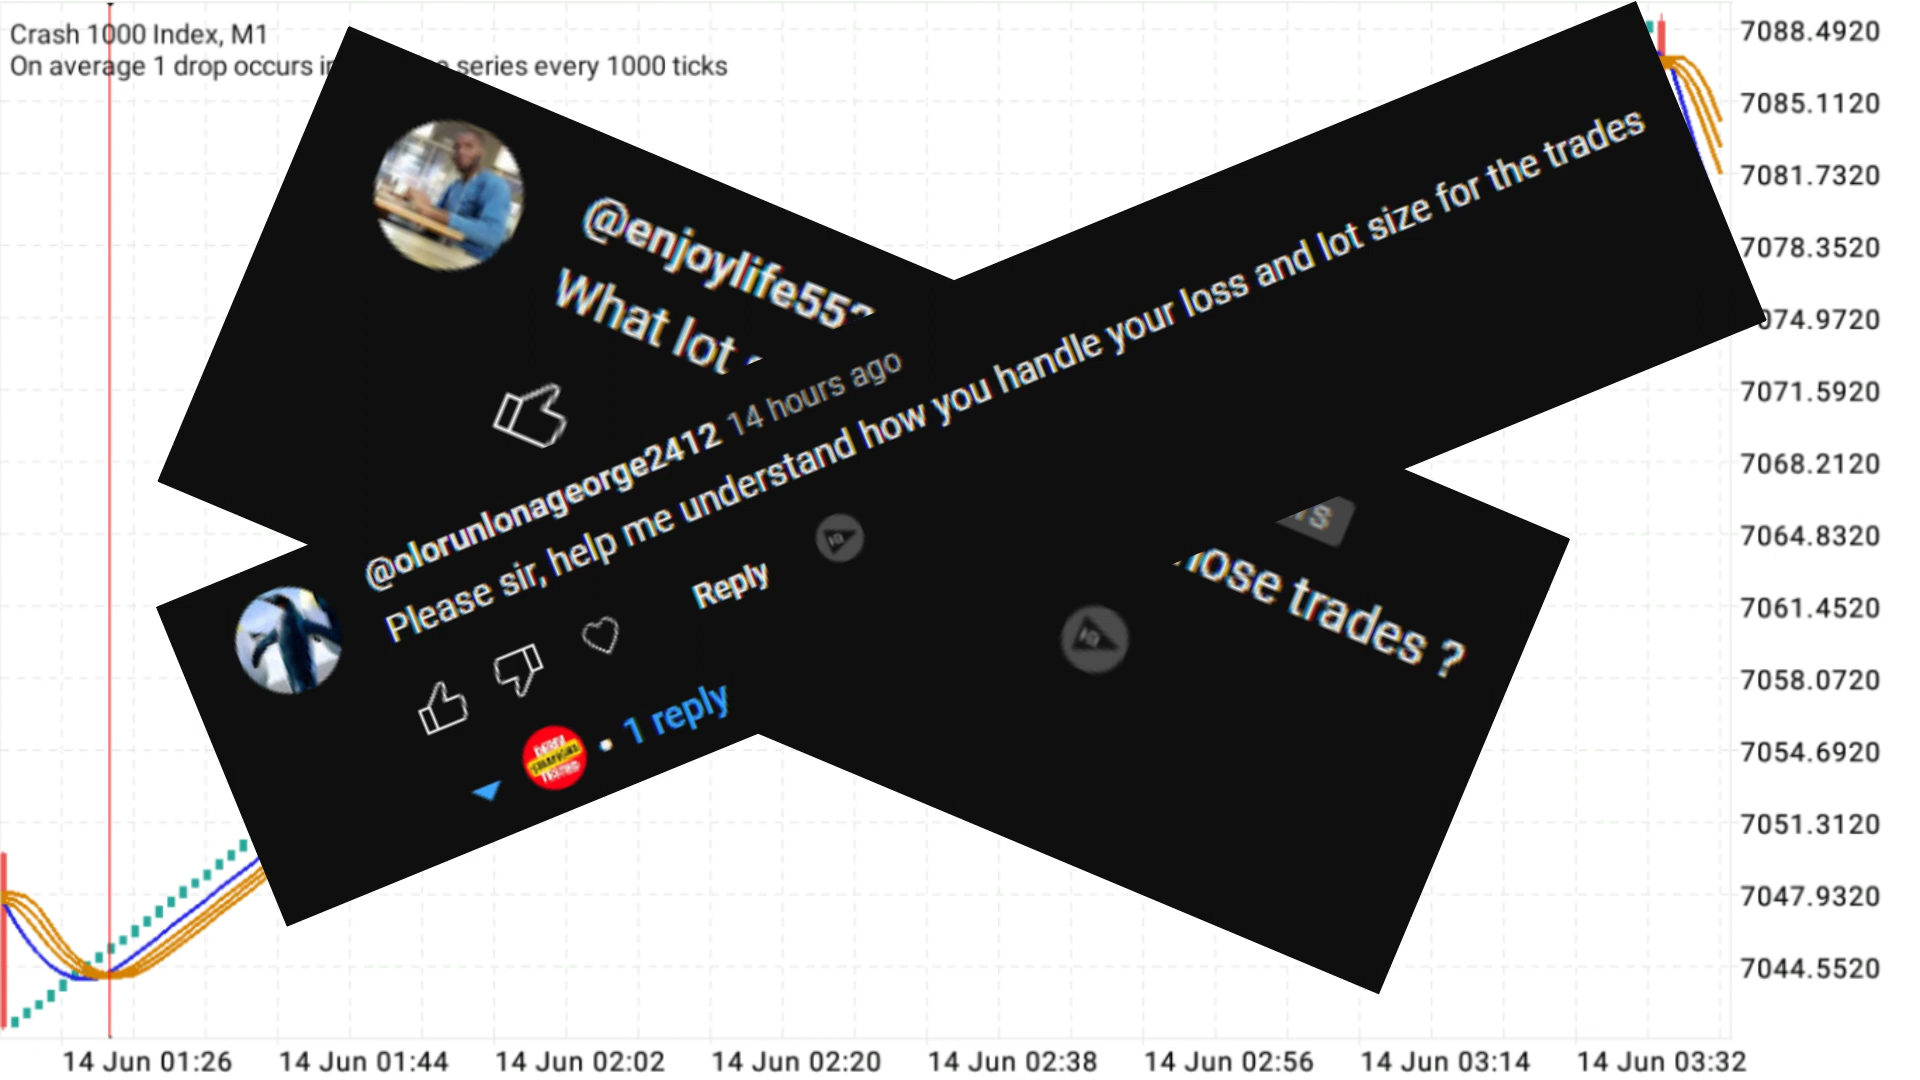 Crash 1000 Index, M1
On average 1 drop occurs in series every 1000 ticks
@enjoylife55
What lot
@olorunlonageorge2412 14 hours ago
Please sir, help me understand how you handle your loss and lot size for the trades
Reply
1 reply
trades ?
7088.4920
7085.1120
7081.7320
7078.3520
7074.9720
7071.5920
7068.2120
7064.8320
7061.4520
7058.0720
7054.6920
7051.3120
7047.9320
7044.5520
14 Jun 01:26 14 Jun 01:44 14 Jun 02:02 14 Jun 02:20 14 Jun 02:38 14 Jun 02:56 14 Jun 03:14 14 Jun 03:32